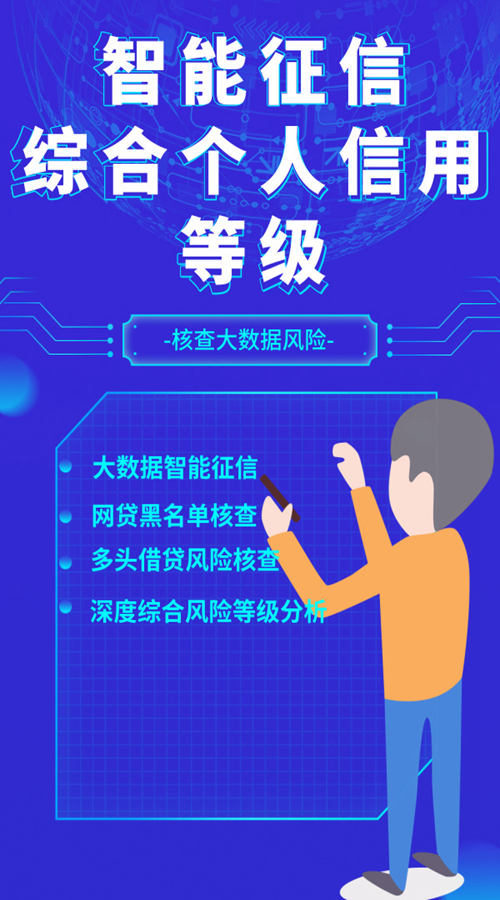 智能征信
综合个人信用
等级
-核查大数据风险-
大数据智能征信
网贷黑名单核查
多头借贷风险核查
深度综合风险等级分析